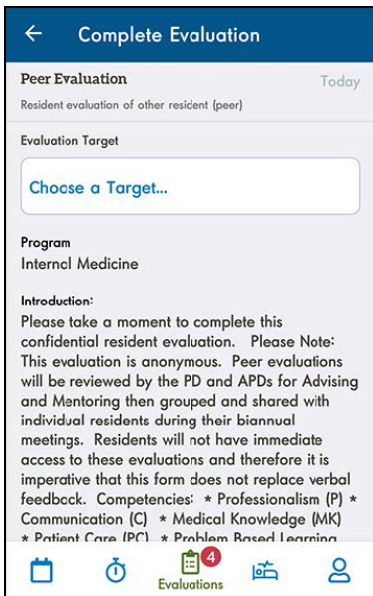 Complete Evaluation
Peer Evaluation Today
Resident evaluation of other resident (peer)
Evaluation Target
Choose a Target...
Program
Internal Medicine
Introduction:
Please take a moment to complete this
confidential resident evaluation. Please Note:
This evaluation is anonymous. Peer evaluations
will be reviewed by the PD and APDs for Advising
and Mentoring then grouped and shared with
individual residents during their biannual
meetings. Residents will not have immediate
access to these evaluations and therefore it is
imperative that this form does not replace verbal
feedback. Competencies: * Professionalism (P) *
Communication (C) * Medical Knowledge (MK)
* Patient Care (PC) * Problem Based Learning
4
Evaluations